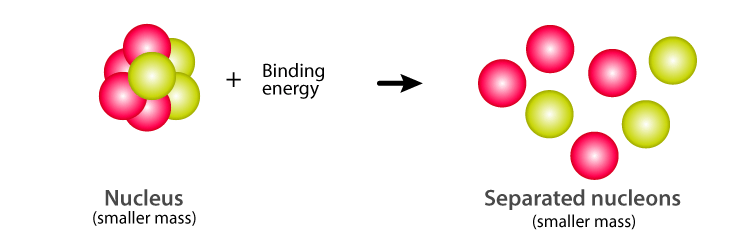 + Binding
energy
Nucleus
(smaller mass)
Separated nucleons
(smaller mass)